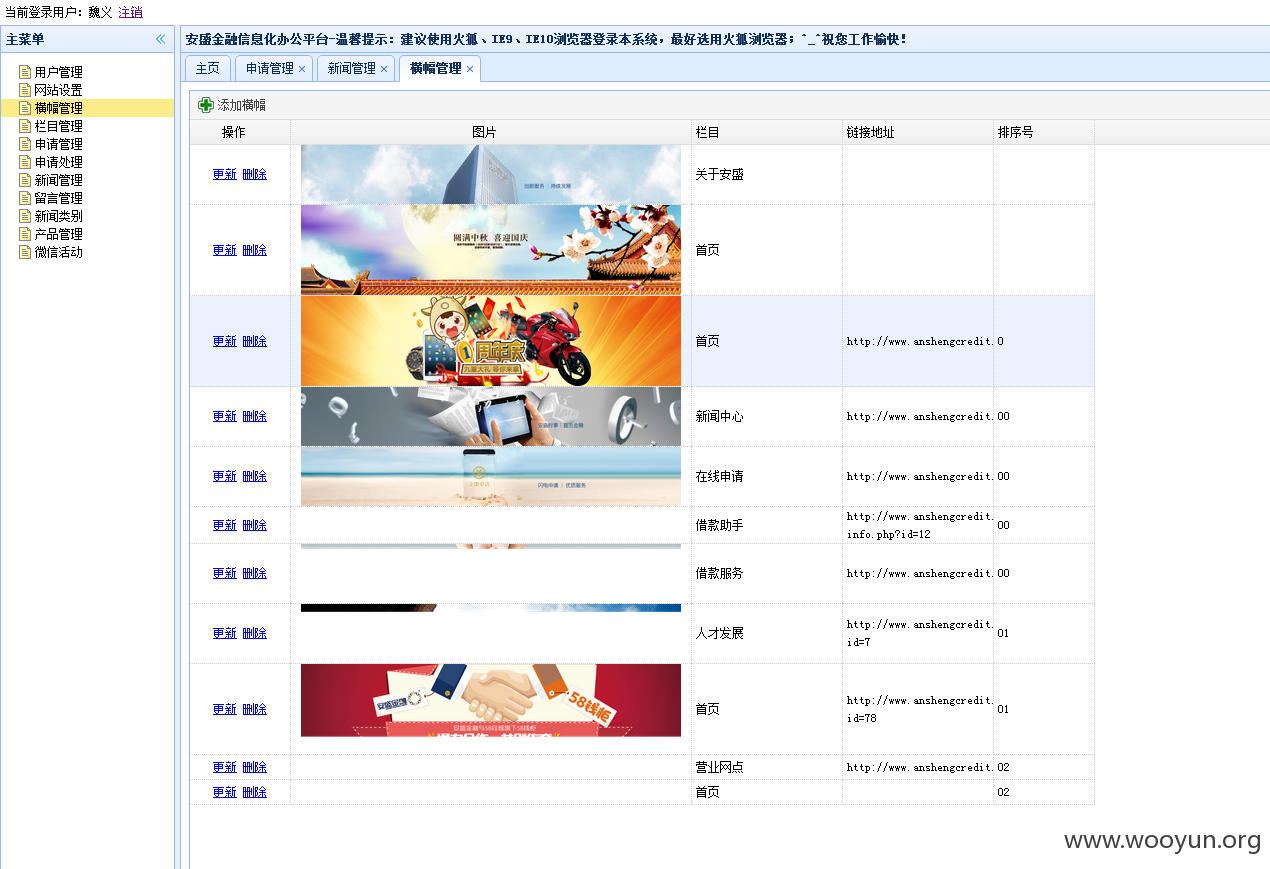 当前登录用户：魏义 注销
主菜单
用户管理
网站设置
横幅管理
栏目管理
申请管理
申请处理
新闻管理
留言管理
新闻类别
产品管理
微信活动
安盛金融信息化办公平台-温馨提示：建议使用火狐、IE9、IE10浏览器登录本系统，最好选用火狐浏览器；^_^祝您工作愉快！
主页 申请管理 新闻管理 横幅管理
添加横幅
操作 图片 栏目 链接地址 排序号
更新 删除 创新服务 | 持续发展 关于安盛
更新 删除 圆满中秋 喜迎国庆 首页
更新 删除 1周年庆 九重大礼 等你来拿 首页 http://www.anshengcredit. 0
更新 删除 新闻中心 http://www.anshengcredit. 00
更新 删除 闪电申请 | 优质服务 在线申请 http://www.anshengcredit. 00
更新 删除 借款助手 http://www.anshengcredit.
info.php?id=12 00
更新 删除 借款服务 http://www.anshengcredit. 00
更新 删除 人才发展 http://www.anshengcredit.
id=7 01
更新 删除 安盛金融 58钱柜 首页 http://www.anshengcredit.
id=78 01
更新 删除 营业网点 http://www.anshengcredit. 02
更新 删除 首页 02
www.wooyun.org